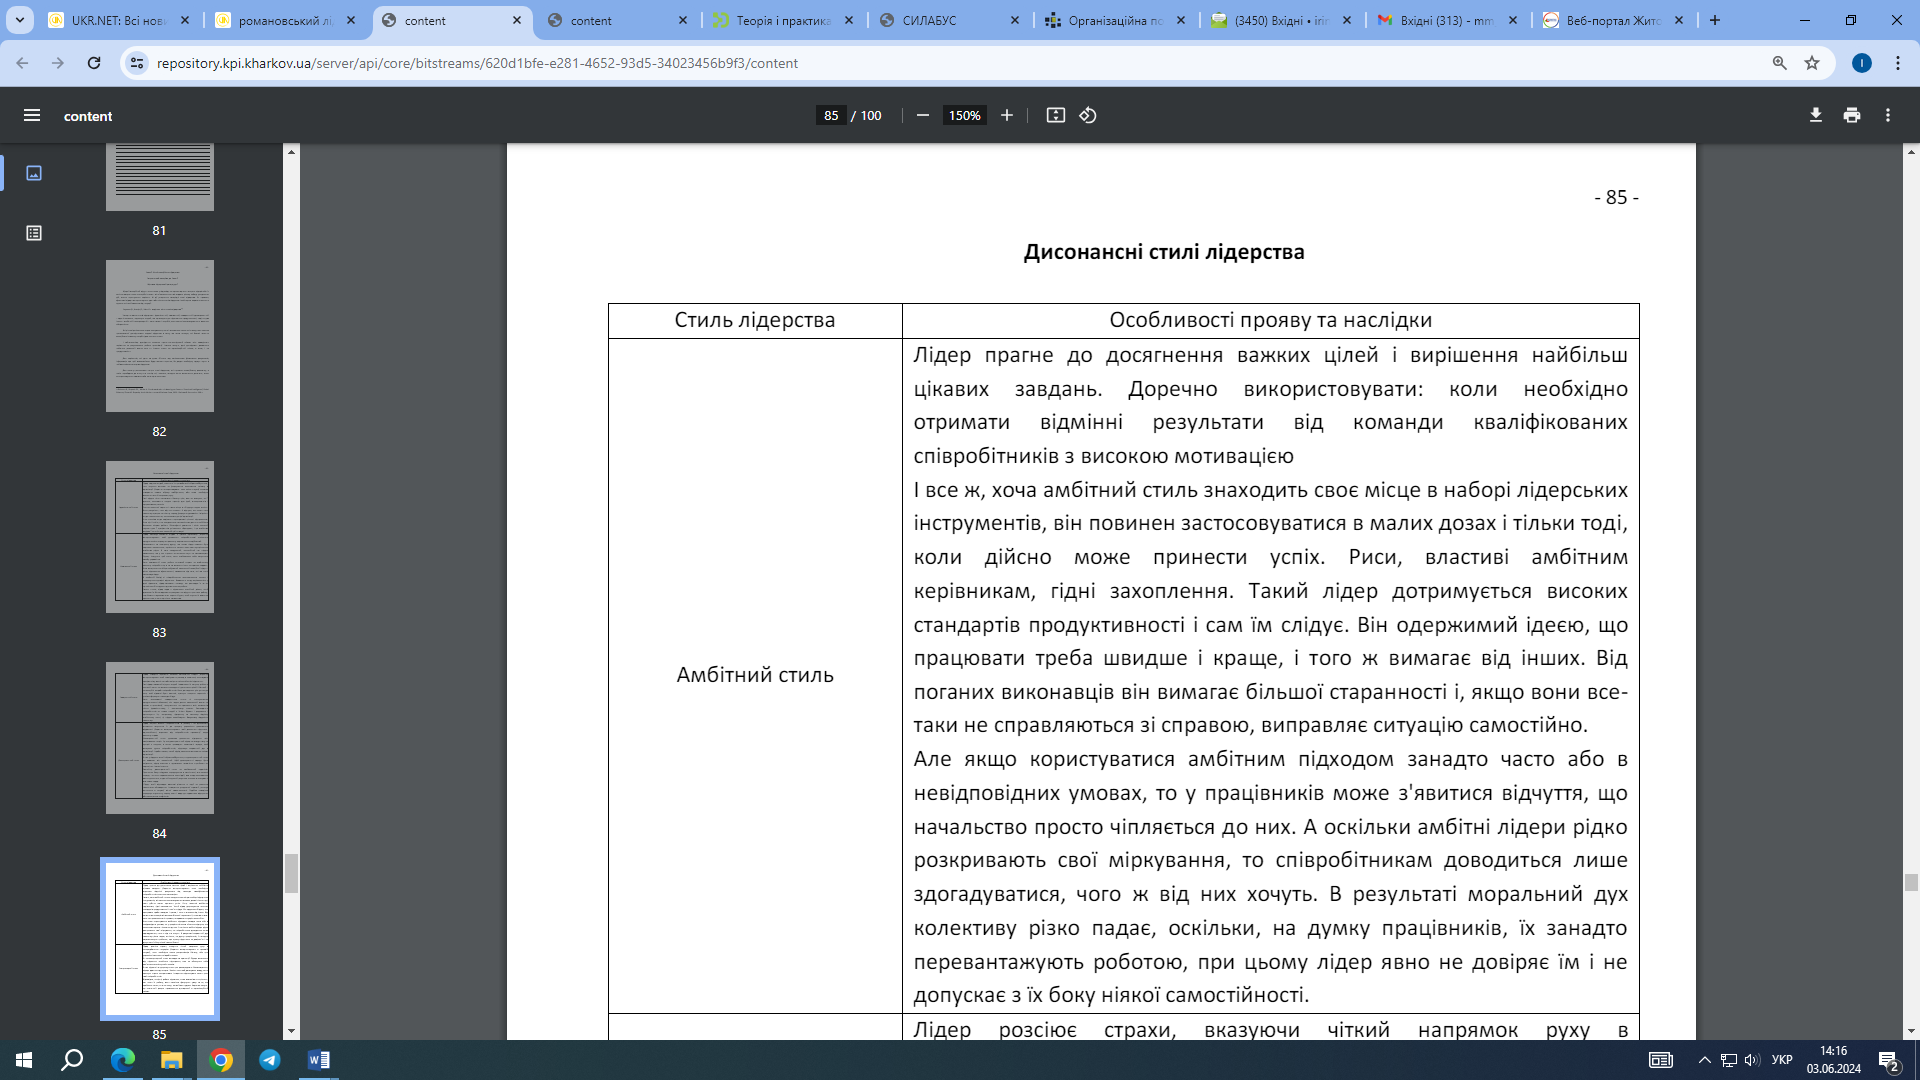 UKR.NET: Всі нов
романовський лі
content
content
Теорія і практика
СИЛАБУС
Організаційна по
(3450) Вхідні • irin
Вхідні (313) - mm
Веб-портал Жито
repository.kpi.kharkov.ua/server/api/core/bitstreams/620d1bfe-e281-4652-93d5-34023456b9f3/content
I
content
85 / 100
150%
81
82
83
84
85
- 85 -
Дисонансні стилі лідерства
Стиль лідерства
Особливості прояву та наслідки
Амбітний стиль
Лідер прагне до досягнення важких цілей і вирішення найбільш
цікавих завдань. Доречно використовувати: коли необхідно
отримати відмінні результати від команди кваліфікованих
співробітників з високою мотивацією
І все ж, хоча амбітний стиль знаходить своє місце в наборі лідерських
інструментів, він повинен застосовуватися в малих дозах і тільки тоді,
коли дійсно може принести успіх. Риси, властиві амбітним
керівникам, гідні захоплення. Такий лідер дотримується високих
стандартів продуктивності і сам їм слідує. Він одержимий ідеєю, що
працювати треба швидше і краще, і того ж вимагає від інших. Від
поганих виконавців він вимагає більшої старанності і, якщо вони все-
таки не справляються зі справою, виправляє ситуацію самостійно.
Але якщо користуватися амбітним підходом занадто часто або в
невідповідних умовах, то у працівників може з'явитися відчуття, що
начальство просто чіпляється до них. А оскільки амбітні лідери рідко
розкривають свої міркування, то співробітникам доводиться лише
здогадуватися, чого ж від них хочуть. В результаті моральний дух
колективу різко падає, оскільки, на думку працівників, їх занадто
перевантажують роботою, при цьому лідер явно не довіряє їм і не
допускає з їх боку ніякої самостійності.
Лідер розсіює страхи, вказуючи чіткий напрямок руху в
УКР
14:16
03.06.2024
2